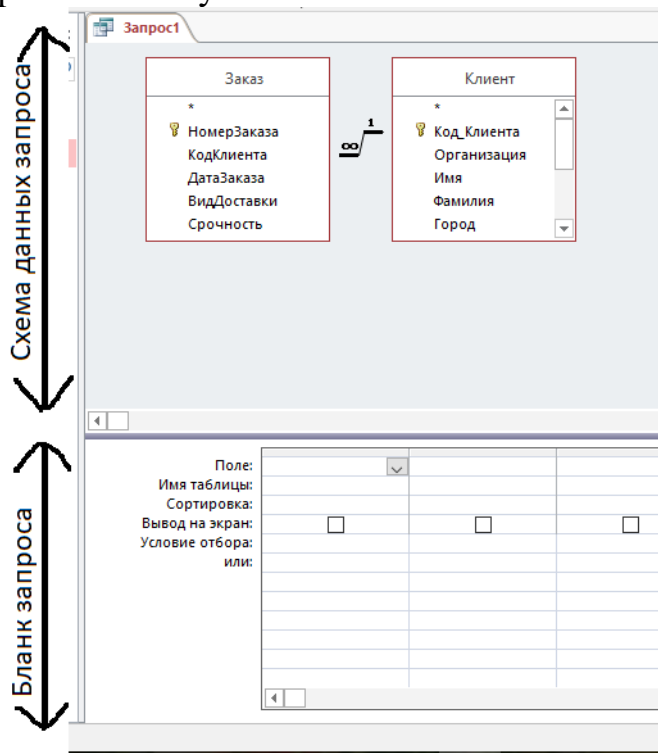 Запрос1
Схема данных запроса
Заказ
*
НомерЗаказа
КодКлиента
ДатаЗаказа
ВидДоставки
Срочность
∞
1
Клиент
*
Код_Клиента
Организация
Имя
Фамилия
Город
Бланк запроса
Поле:
Имя таблицы:
Сортировка:
Вывод на экран:
Условие отбора:
или: